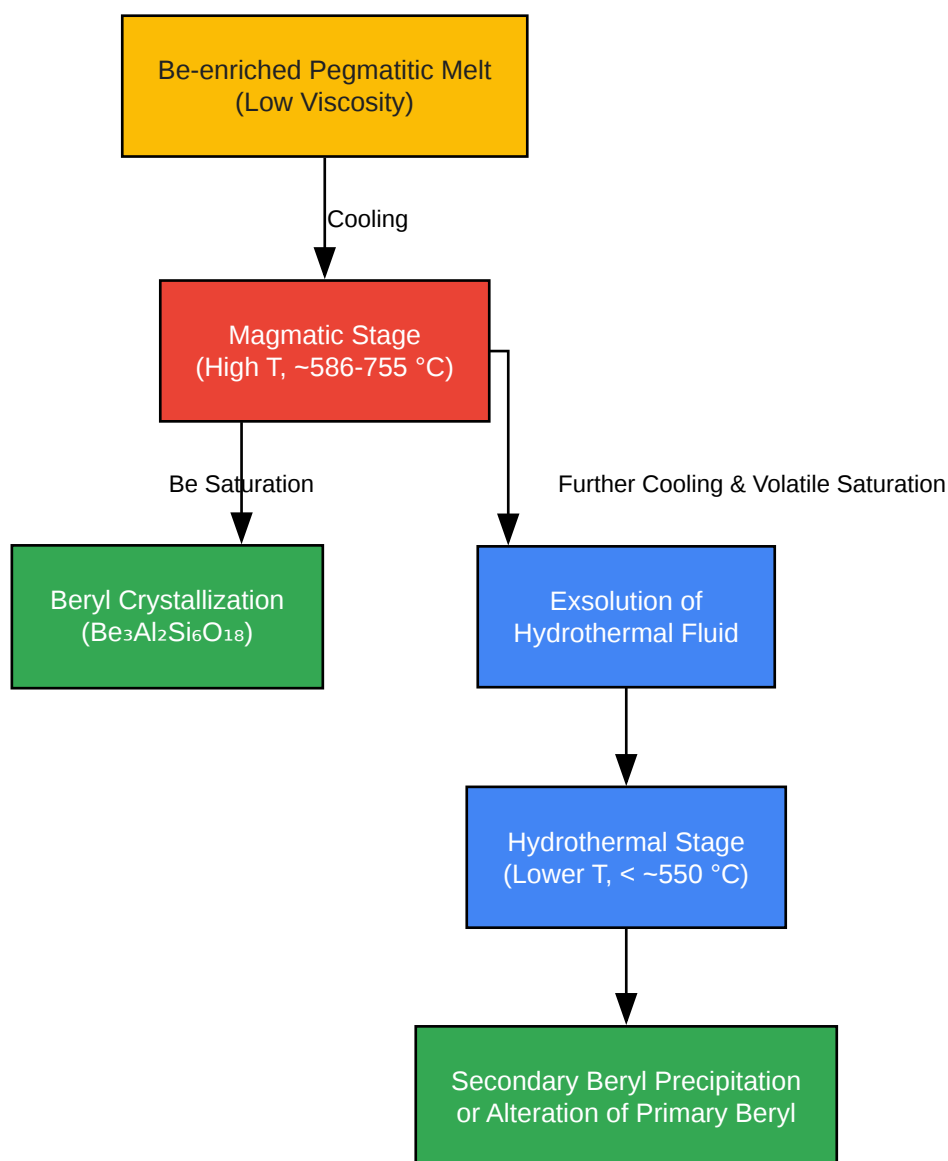 Be-enriched Pegmatitic Melt
(Low Viscosity)
Cooling
Magmatic Stage
(High T, ~586-755 °C)
Be Saturation
Further Cooling & Volatile Saturation
Beryl Crystallization
(Be₃Al₂Si₆O₁₈)
Exsolution of
Hydrothermal Fluid
Hydrothermal Stage
(Lower T, < ~550 °C)
Secondary Beryl Precipitation
or Alteration of Primary Beryl